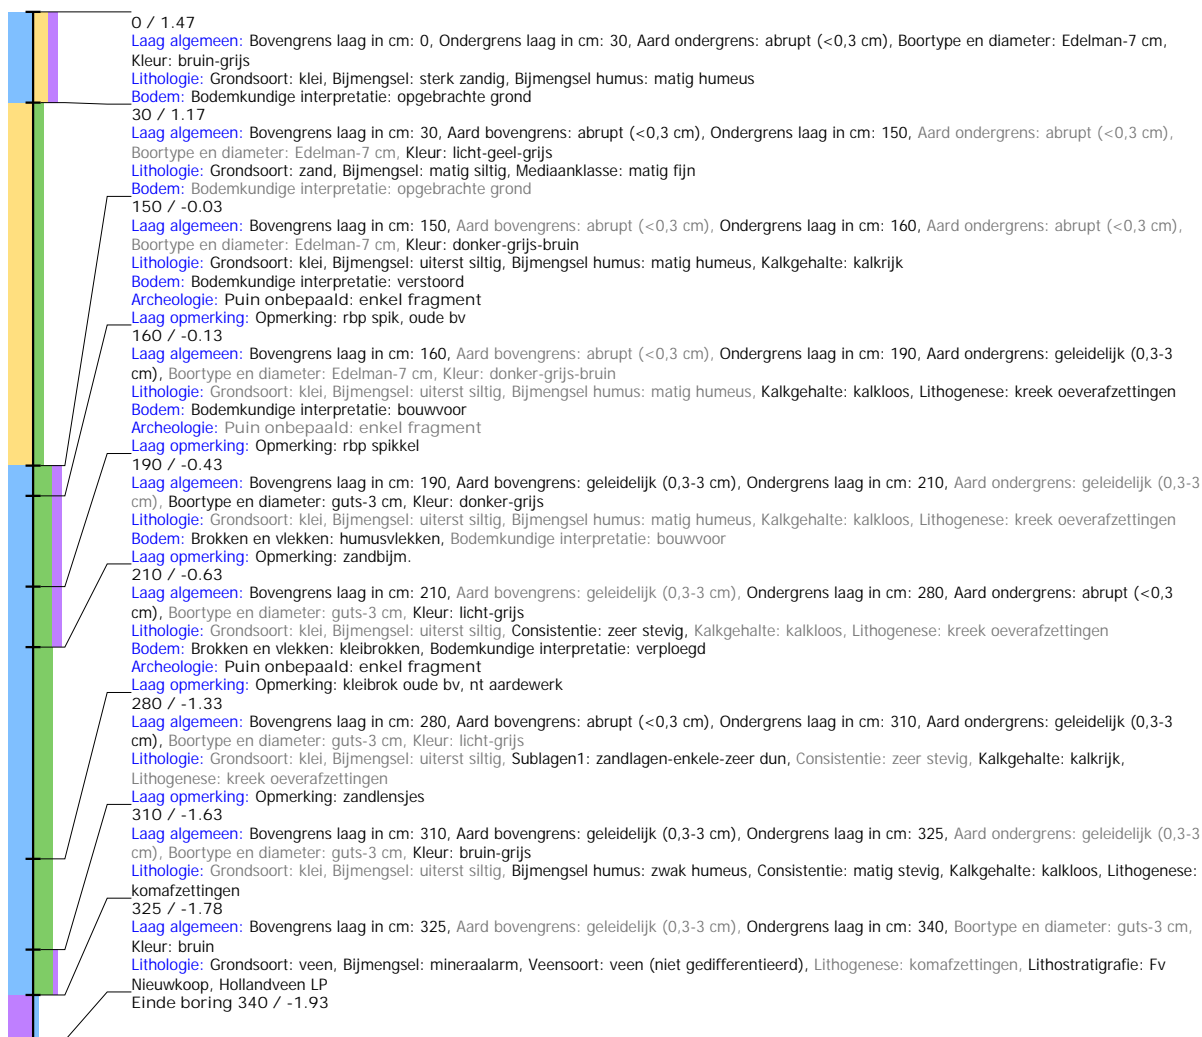 0 / 1.47
Laag algemeen: Bovengrens laag in cm: 0, Ondergrens laag in cm: 30, Aard ondergrens: abrupt (<0,3 cm), Boortype en diameter: Edelman-7 cm,
Kleur: bruin-grijs
Lithologie: Grondsoort: klei, Bijmengsel: sterk zandig, Bijmengsel humus: matig humeus
Bodem: Bodemkundige interpretatie: opgebrachte grond
30 / 1.17
Laag algemeen: Bovengrens laag in cm: 30, Aard bovengrens: abrupt (<0,3 cm), Ondergrens laag in cm: 150, Aard ondergrens: abrupt (<0,3 cm),
Boortype en diameter: Edelman-7 cm, Kleur: licht-geel-grijs
Lithologie: Grondsoort: zand, Bijmengsel: matig siltig, Mediaanklasse: matig fijn
Bodem: Bodemkundige interpretatie: opgebrachte grond
150 / -0.03
Laag algemeen: Bovengrens laag in cm: 150, Aard bovengrens: abrupt (<0,3 cm), Ondergrens laag in cm: 160, Aard ondergrens: abrupt (<0,3 cm),
Boortype en diameter: Edelman-7 cm, Kleur: donker-grijs-bruin
Lithologie: Grondsoort: klei, Bijmengsel: uiterst siltig, Bijmengsel humus: matig humeus, Kalkgehalte: kalkrijk
Bodem: Bodemkundige interpretatie: verstoord
Archeologie: Puin onbepaald: enkel fragment
Laag opmerking: Opmerking: rbp spik, oude bv
160 / -0.13
Laag algemeen: Bovengrens laag in cm: 160, Aard bovengrens: abrupt (<0,3 cm), Ondergrens laag in cm: 190, Aard ondergrens: geleidelijk (0,3-3
cm), Boortype en diameter: Edelman-7 cm, Kleur: donker-grijs-bruin
Lithologie: Grondsoort: klei, Bijmengsel: uiterst siltig, Bijmengsel humus: matig humeus, Kalkgehalte: kalkloos, Lithogenese: kreek oeverafzettingen
Bodem: Bodemkundige interpretatie: bouwvoor
Archeologie: Puin onbepaald: enkel fragment
Laag opmerking: Opmerking: rbp spikkel
190 / -0.43
Laag algemeen: Bovengrens laag in cm: 190, Aard bovengrens: geleidelijk (0,3-3 cm), Ondergrens laag in cm: 210, Aard ondergrens: geleidelijk (0,3-3
cm), Boortype en diameter: guts-3 cm, Kleur: donker-grijs
Lithologie: Grondsoort: klei, Bijmengsel: uiterst siltig, Bijmengsel humus: matig humeus, Kalkgehalte: kalkloos, Lithogenese: kreek oeverafzettingen
Bodem: Brokken en vlekken: humusvlekken, Bodemkundige interpretatie: bouwvoor
Laag opmerking: Opmerking: zandbijm.
210 / -0.63
Laag algemeen: Bovengrens laag in cm: 210, Aard bovengrens: geleidelijk (0,3-3 cm), Ondergrens laag in cm: 280, Aard ondergrens: abrupt (<0,3
cm), Boortype en diameter: guts-3 cm, Kleur: licht-grijs
Lithologie: Grondsoort: klei, Bijmengsel: uiterst siltig, Consistentie: zeer stevig, Kalkgehalte: kalkloos, Lithogenese: kreek oeverafzettingen
Bodem: Brokken en vlekken: kleibrokken, Bodemkundige interpretatie: verploegd
Archeologie: Puin onbepaald: enkel fragment
Laag opmerking: Opmerking: kleibrok oude bv, nt aardewerk
280 / -1.33
Laag algemeen: Bovengrens laag in cm: 280, Aard bovengrens: abrupt (<0,3 cm), Ondergrens laag in cm: 310, Aard ondergrens: geleidelijk (0,3-3
cm), Boortype en diameter: guts-3 cm, Kleur: licht-grijs
Lithologie: Grondsoort: klei, Bijmengsel: uiterst siltig, Sublagen1: zandlagen-enkele-zeer dun, Consistentie: zeer stevig, Kalkgehalte: kalkrijk,
Lithogenese: kreek oeverafzettingen
Laag opmerking: Opmerking: zandlensjes
310 / -1.63
Laag algemeen: Bovengrens laag in cm: 310, Aard bovengrens: geleidelijk (0,3-3 cm), Ondergrens laag in cm: 325, Aard ondergrens: geleidelijk (0,3-3
cm), Boortype en diameter: guts-3 cm, Kleur: bruin-grijs
Lithologie: Grondsoort: klei, Bijmengsel: uiterst siltig, Bijmengsel humus: zwak humeus, Consistentie: matig stevig, Kalkgehalte: kalkloos, Lithogenese:
komafzettingen
325 / -1.78
Laag algemeen: Bovengrens laag in cm: 325, Aard bovengrens: geleidelijk (0,3-3 cm), Ondergrens laag in cm: 340, Boortype en diameter: guts-3 cm,
Kleur: bruin
Lithologie: Grondsoort: veen, Bijmengsel: mineraalarm, Veensoort: veen (niet gedifferentieerd), Lithogenese: komafzettingen, Lithostratigrafie: Fv
Nieuwkoop, Hollandveen LP
Einde boring 340 / -1.93